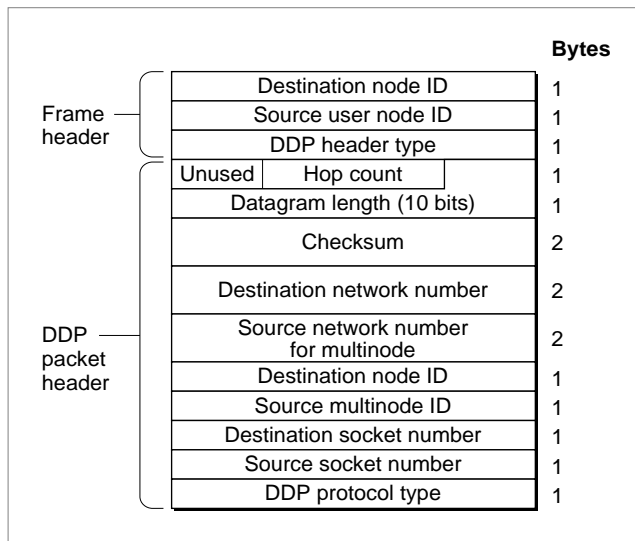 Bytes
Frame header
Destination node ID 1
Source user node ID 1
DDP header type 1
DDP packet header
Unused Hop count 1
Datagram length (10 bits) 1
Checksum 2
Destination network number 2
Source network number
for multinode 2
Destination node ID 1
Source multinode ID 1
Destination socket number 1
Source socket number 1
DDP protocol type 1